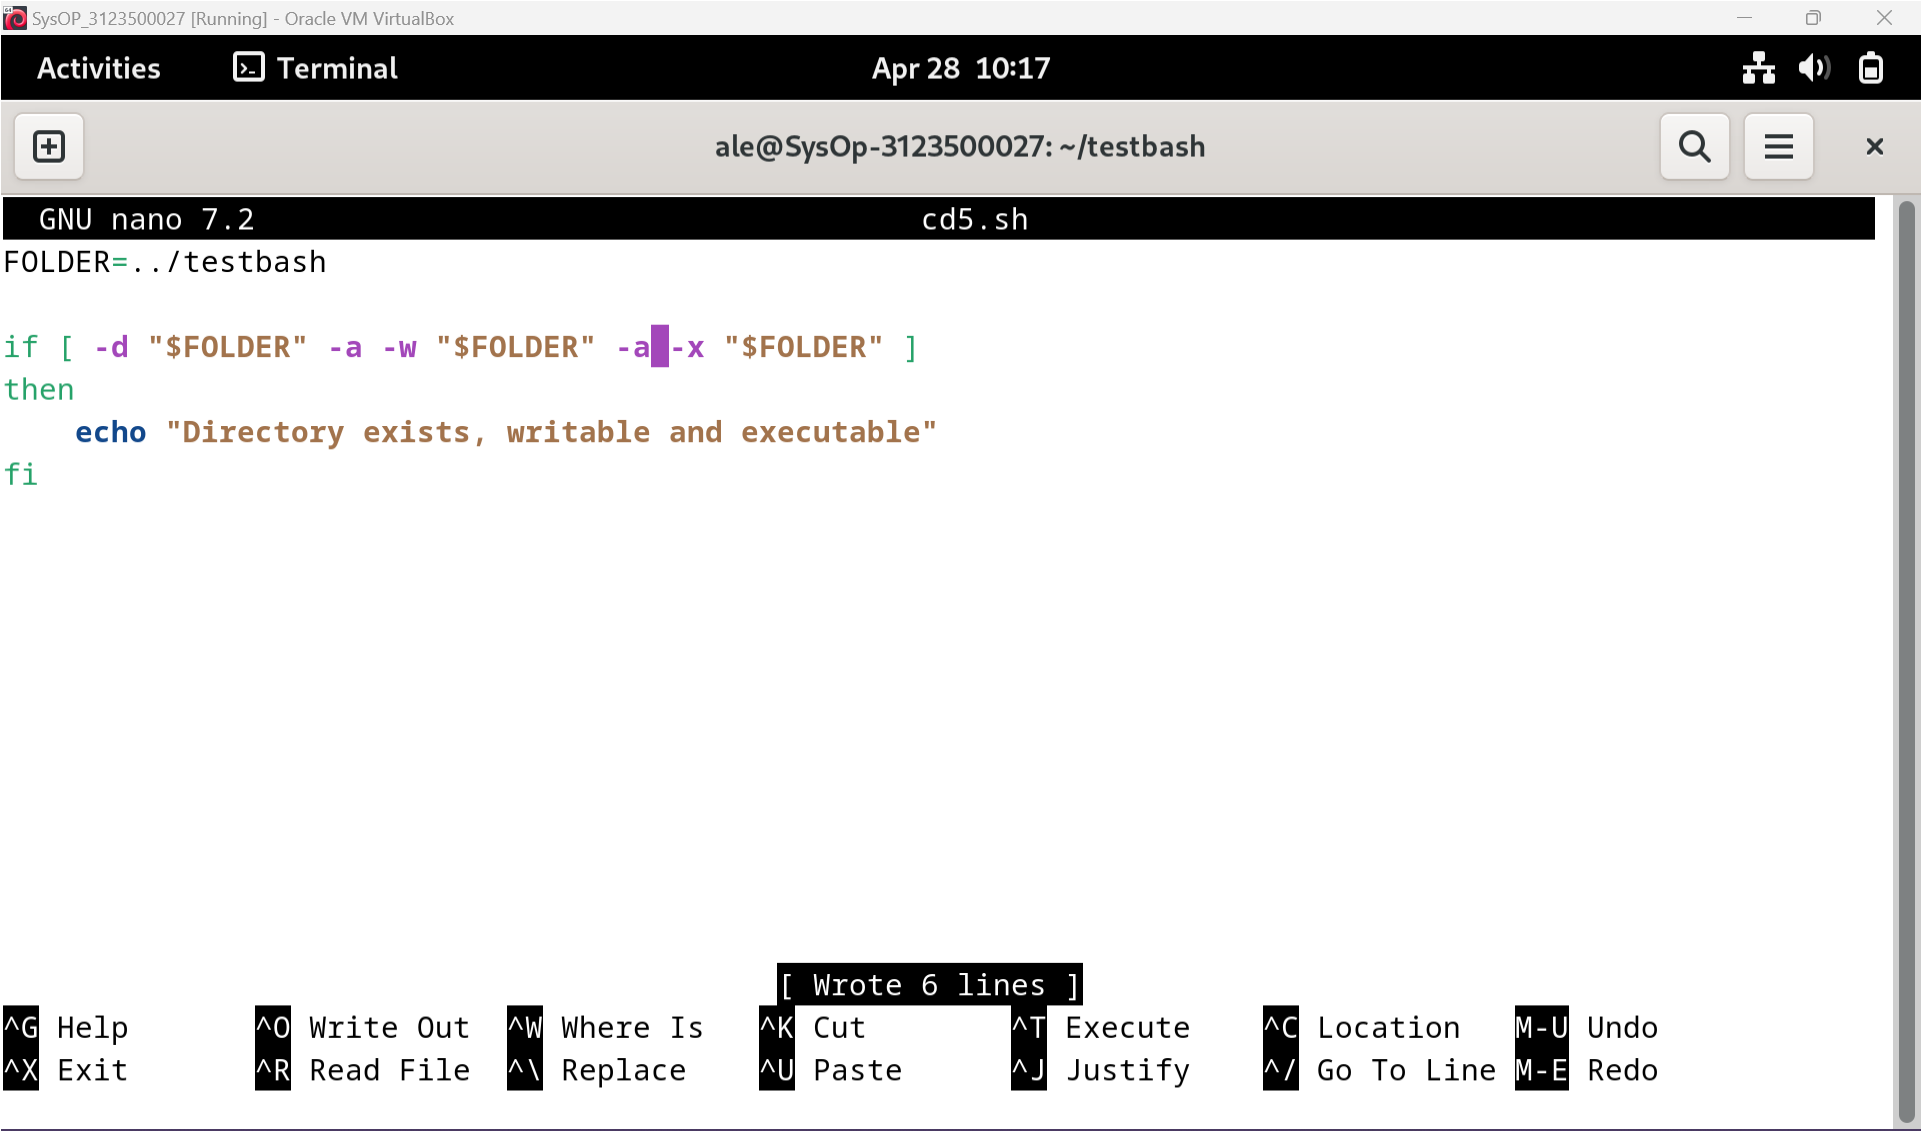 SysOP_3123500027 [Running] - Oracle VM VirtualBox
Activities Terminal Apr 28 10:17
ale@SysOp-3123500027: ~/testbash
GNU nano 7.2 cd5.sh
FOLDER=../testbash
if [ -d "$FOLDER" -a -w "$FOLDER" -a -x "$FOLDER" ]
then
    echo "Directory exists, writable and executable"
fi
[ Wrote 6 lines ]
^G Help ^O Write Out ^W Where Is ^K Cut ^T Execute ^C Location M-U Undo
^X Exit ^R Read File ^\ Replace ^U Paste ^J Justify ^/ Go To Line M-E Redo